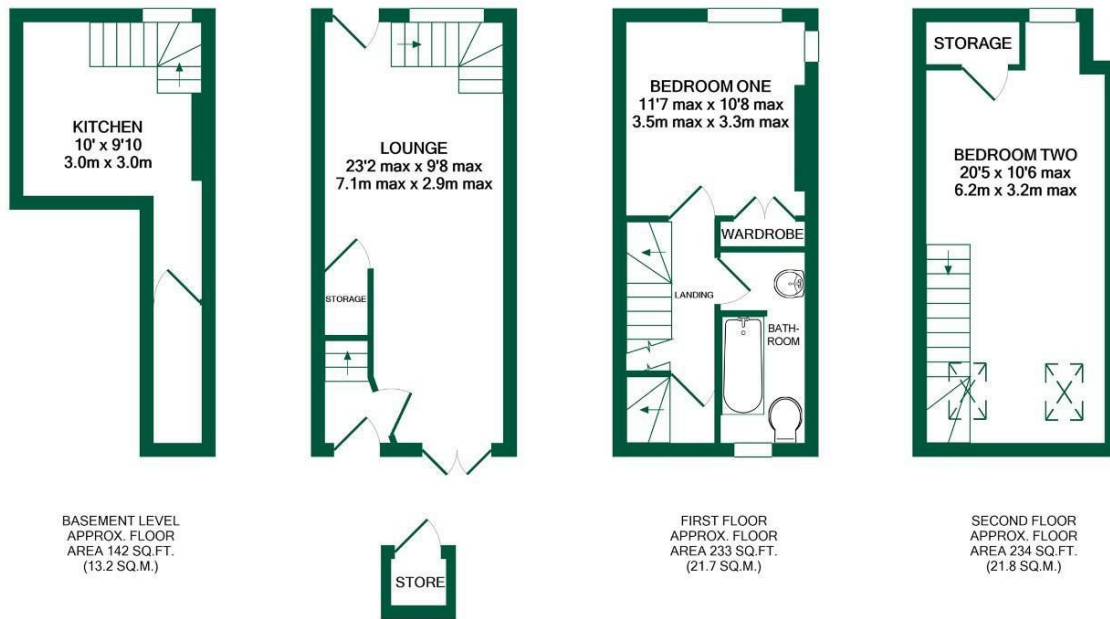 KITCHEN
10' x 9'10
3.0m x 3.0m
BASEMENT LEVEL
APPROX. FLOOR
AREA 142 SQ.FT.
(13.2 SQ.M.)
LOUNGE
23'2 max x 9'8 max
7.1m max x 2.9m max
STORAGE
STORE
BEDROOM ONE
11'7 max x 10'8 max
3.5m max x 3.3m max
WARDROBE
LANDING
BATH-
ROOM
FIRST FLOOR
APPROX. FLOOR
AREA 233 SQ.FT.
(21.7 SQ.M.)
STORAGE
BEDROOM TWO
20'5 x 10'6 max
6.2m x 3.2m max
SECOND FLOOR
APPROX. FLOOR
AREA 234 SQ.FT.
(21.8 SQ.M.)